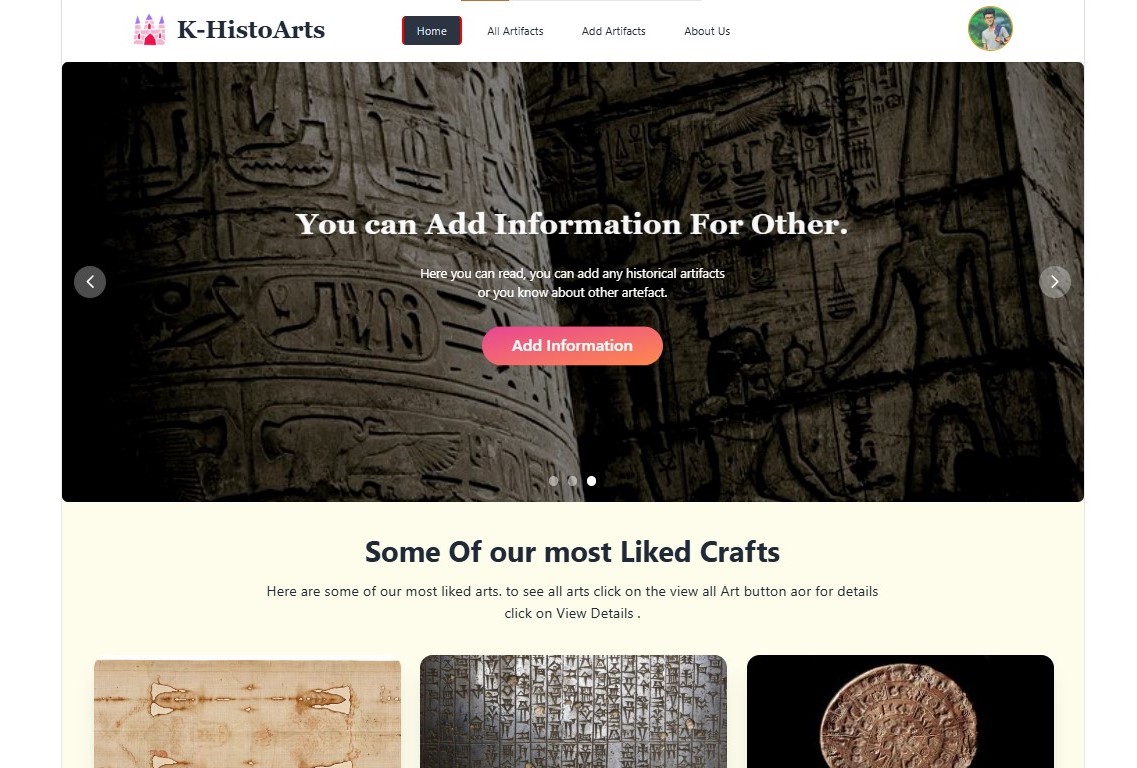 K-HistoArts
Home
All Artifacts
Add Artifacts
About Us
You can Add Information For Other.
Here you can read, you can add any historical artifacts
or you know about other artefact.
Add Information
Some Of our most Liked Crafts
Here are some of our most liked arts. to see all arts click on the view all Art button aor for details
click on View Details .